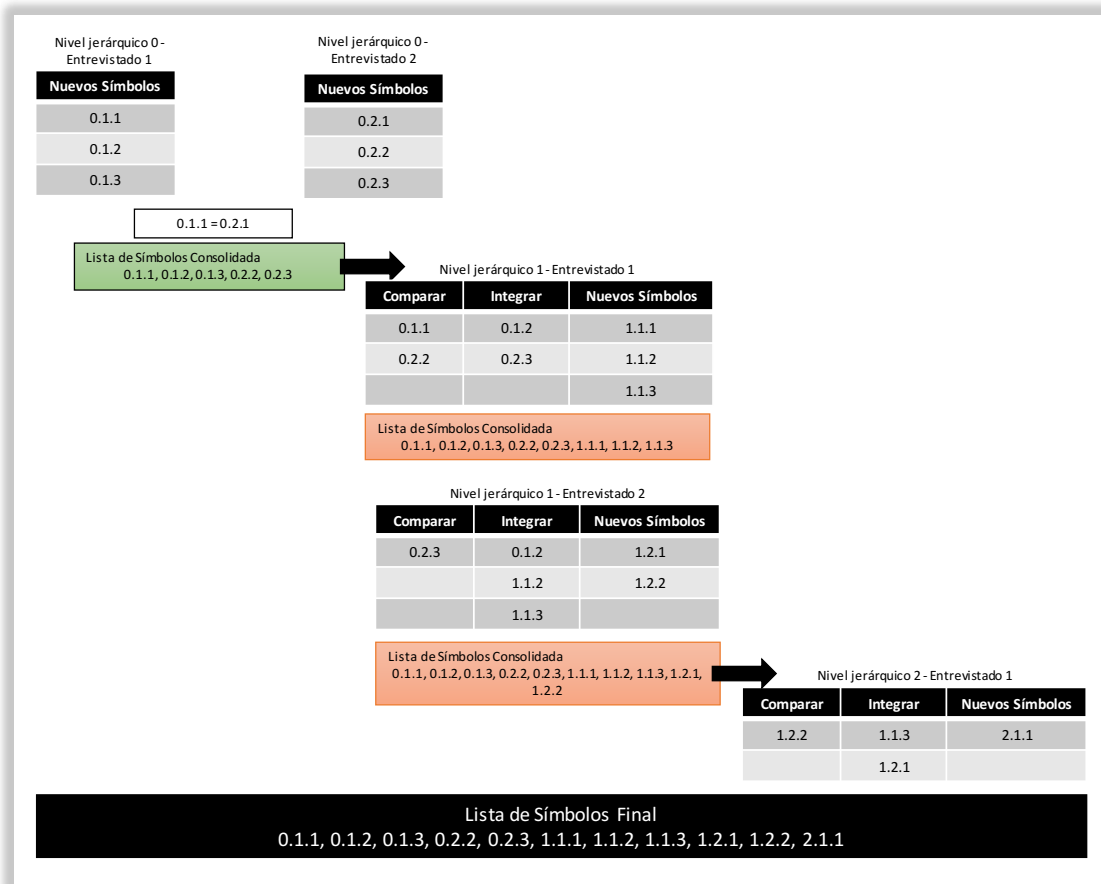 Nivel jerárquico 0 -
Entrevistado 1
Nuevos Símbolos
0.1.1
0.1.2
0.1.3
Nivel jerárquico 0 -
Entrevistado 2
Nuevos Símbolos
0.2.1
0.2.2
0.2.3
0.1.1 = 0.2.1
Lista de Símbolos Consolidada
0.1.1, 0.1.2, 0.1.3, 0.2.2, 0.2.3
Nivel jerárquico 1 - Entrevistado 1
Comparar Integrar Nuevos Símbolos
0.1.1 0.1.2 1.1.1
0.2.2 0.2.3 1.1.2
1.1.3
Lista de Símbolos Consolidada
0.1.1, 0.1.2, 0.1.3, 0.2.2, 0.2.3, 1.1.1, 1.1.2, 1.1.3
Nivel jerárquico 1 - Entrevistado 2
Comparar Integrar Nuevos Símbolos
0.2.3 0.1.2 1.2.1
1.1.2 1.2.2
1.1.3
Lista de Símbolos Consolidada
0.1.1, 0.1.2, 0.1.3, 0.2.2, 0.2.3, 1.1.1, 1.1.2, 1.1.3, 1.2.1,
1.2.2
Nivel jerárquico 2 - Entrevistado 1
Comparar Integrar Nuevos Símbolos
1.2.2 1.1.3 2.1.1
1.2.1
Lista de Símbolos Final
0.1.1, 0.1.2, 0.1.3, 0.2.2, 0.2.3, 1.1.1, 1.1.2, 1.1.3, 1.2.1, 1.2.2, 2.1.1